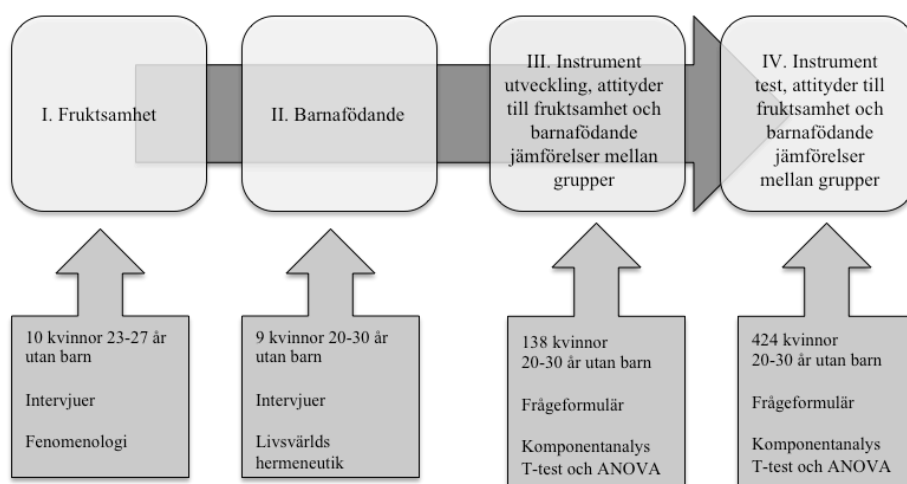 I. Fruktsamhet
II. Barnafödande
III. Instrument
utveckling, attityder
till fruktsamhet och
barnafödande
jämförelser mellan
grupper
IV. Instrument
test, attityder till
fruktsamhet och
barnafödande
jämförelser
mellan grupper
10 kvinnor 23-27 år
utan barn
Intervjuer
Fenomenologi
9 kvinnor 20-30 år
utan barn
Intervjuer
Livsvärlds
hermeneutik
138 kvinnor
20-30 år utan barn
Frågeformulär
Komponentanalys
T-test och ANOVA
424 kvinnor
20-30 år utan barn
Frågeformulär
Komponentanalys
T-test och ANOVA